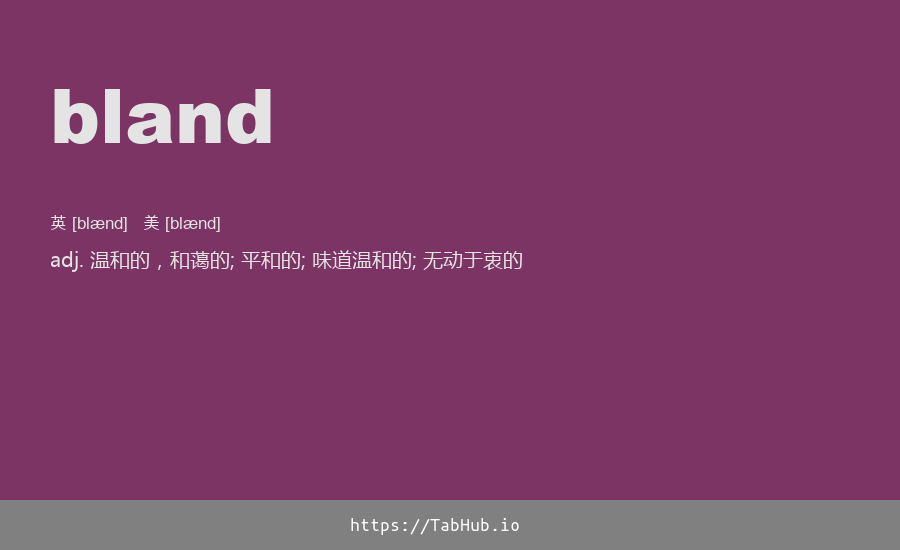 bland
英 [blænd] 美 [blænd]
adj. 温和的，和蔼的; 平和的; 味道温和的; 无动于衷的
https://TabHub.io